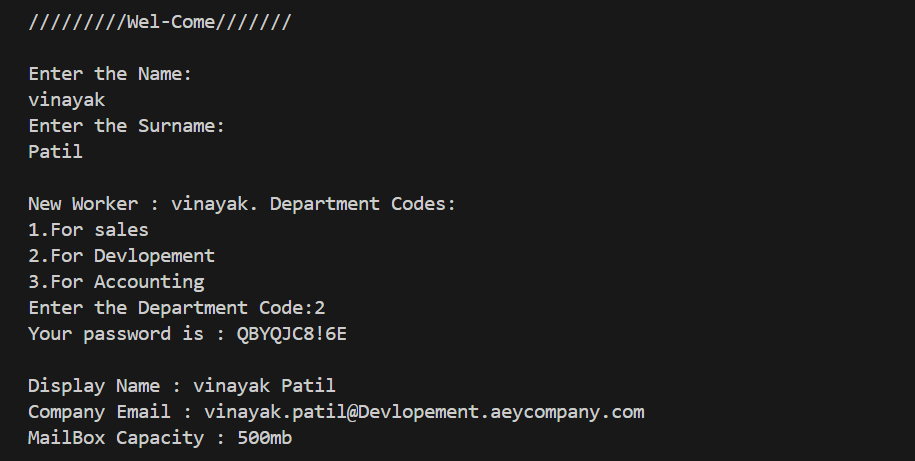 /////////Wel-Come///////
Enter the Name:
vinayak
Enter the Surname:
Patil
New Worker : vinayak. Department Codes:
1.For sales
2.For Devlopement
3.For Accounting
Enter the Department Code:2
Your password is : QBYQJC8!6E
Display Name : vinayak Patil
Company Email : vinayak.patil@Devlopement.aeycompany.com
MailBox Capacity : 500mb